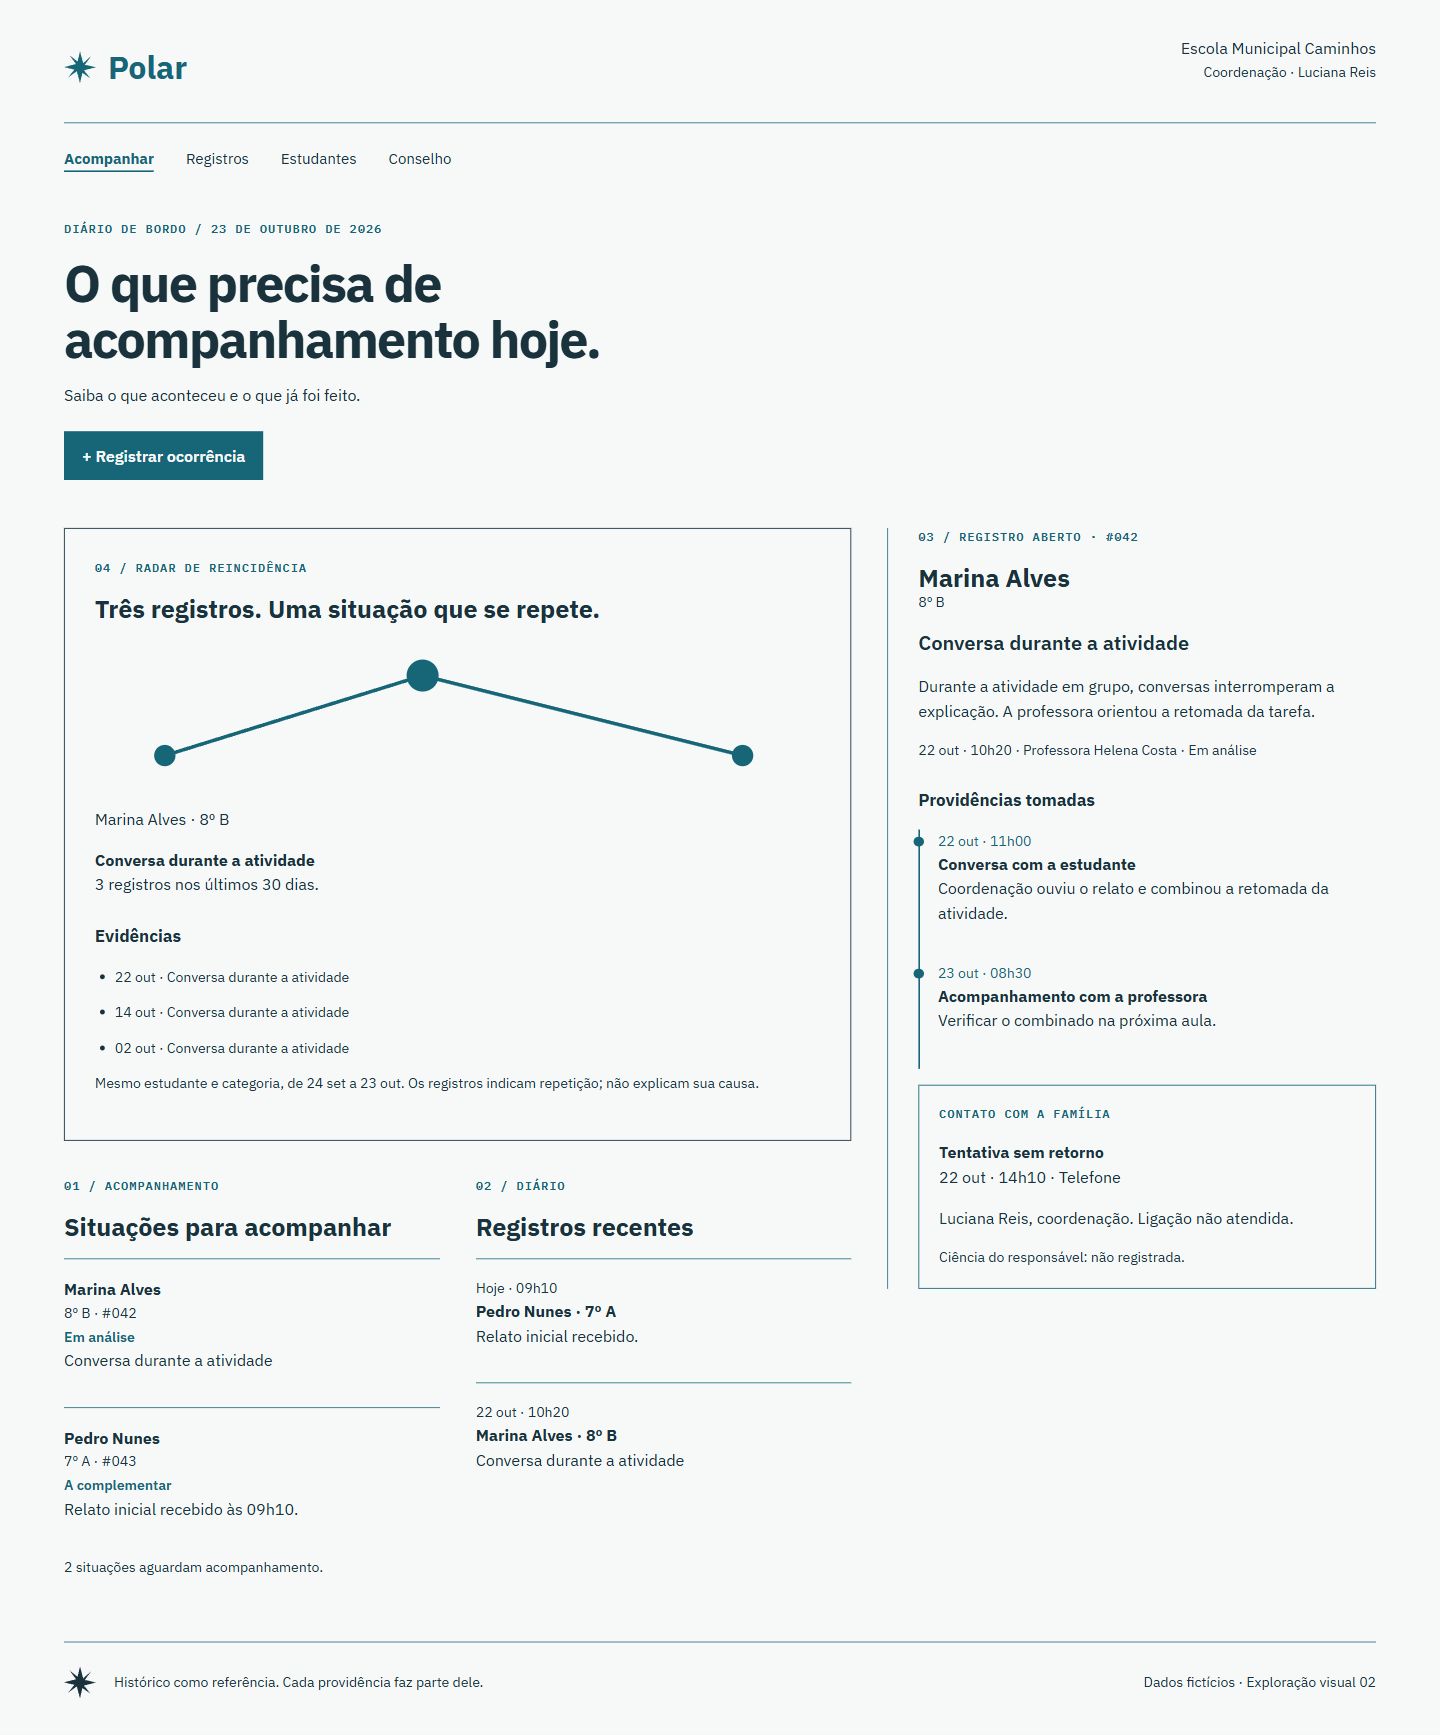 Polar
Escola Municipal Caminhos
Coordenação · Luciana Reis
Acompanhar
Registros
Estudantes
Conselho
DIÁRIO DE BORDO / 23 DE OUTUBRO DE 2026
O que precisa de
acompanhamento hoje.
Saiba o que aconteceu e o que já foi feito.
+ Registrar ocorrência
04 / RADAR DE REINCIDÊNCIA
Três registros. Uma situação que se repete.
Marina Alves · 8º B
Conversa durante a atividade
3 registros nos últimos 30 dias.
Evidências
• 22 out · Conversa durante a atividade
• 14 out · Conversa durante a atividade
• 02 out · Conversa durante a atividade
Mesmo estudante e categoria, de 24 set a 23 out. Os registros indicam repetição; não explicam sua causa.
03 / REGISTRO ABERTO · #042
Marina Alves
8º B
Conversa durante a atividade
Durante a atividade em grupo, conversas interromperam a
explicação. A professora orientou a retomada da tarefa.
22 out · 10h20 · Professora Helena Costa · Em análise
Providências tomadas
22 out · 11h00
Conversa com a estudante
Coordenação ouviu o relato e combinou a retomada da
atividade.
23 out · 08h30
Acompanhamento com a professora
Verificar o combinado na próxima aula.
CONTATO COM A FAMÍLIA
Tentativa sem retorno
22 out · 14h10 · Telefone
Luciana Reis, coordenação. Ligação não atendida.
Ciência do responsável: não registrada.
01 / ACOMPANHAMENTO
Situações para acompanhar
Marina Alves
8º B · #042
Em análise
Conversa durante a atividade
Pedro Nunes
7º A · #043
A complementar
Relato inicial recebido às 09h10.
2 situações aguardam acompanhamento.
02 / DIÁRIO
Registros recentes
Hoje · 09h10
Pedro Nunes · 7º A
Relato inicial recebido.
22 out · 10h20
Marina Alves · 8º B
Conversa durante a atividade
Histórico como referência. Cada providência faz parte dele.
Dados fictícios · Exploração visual 02